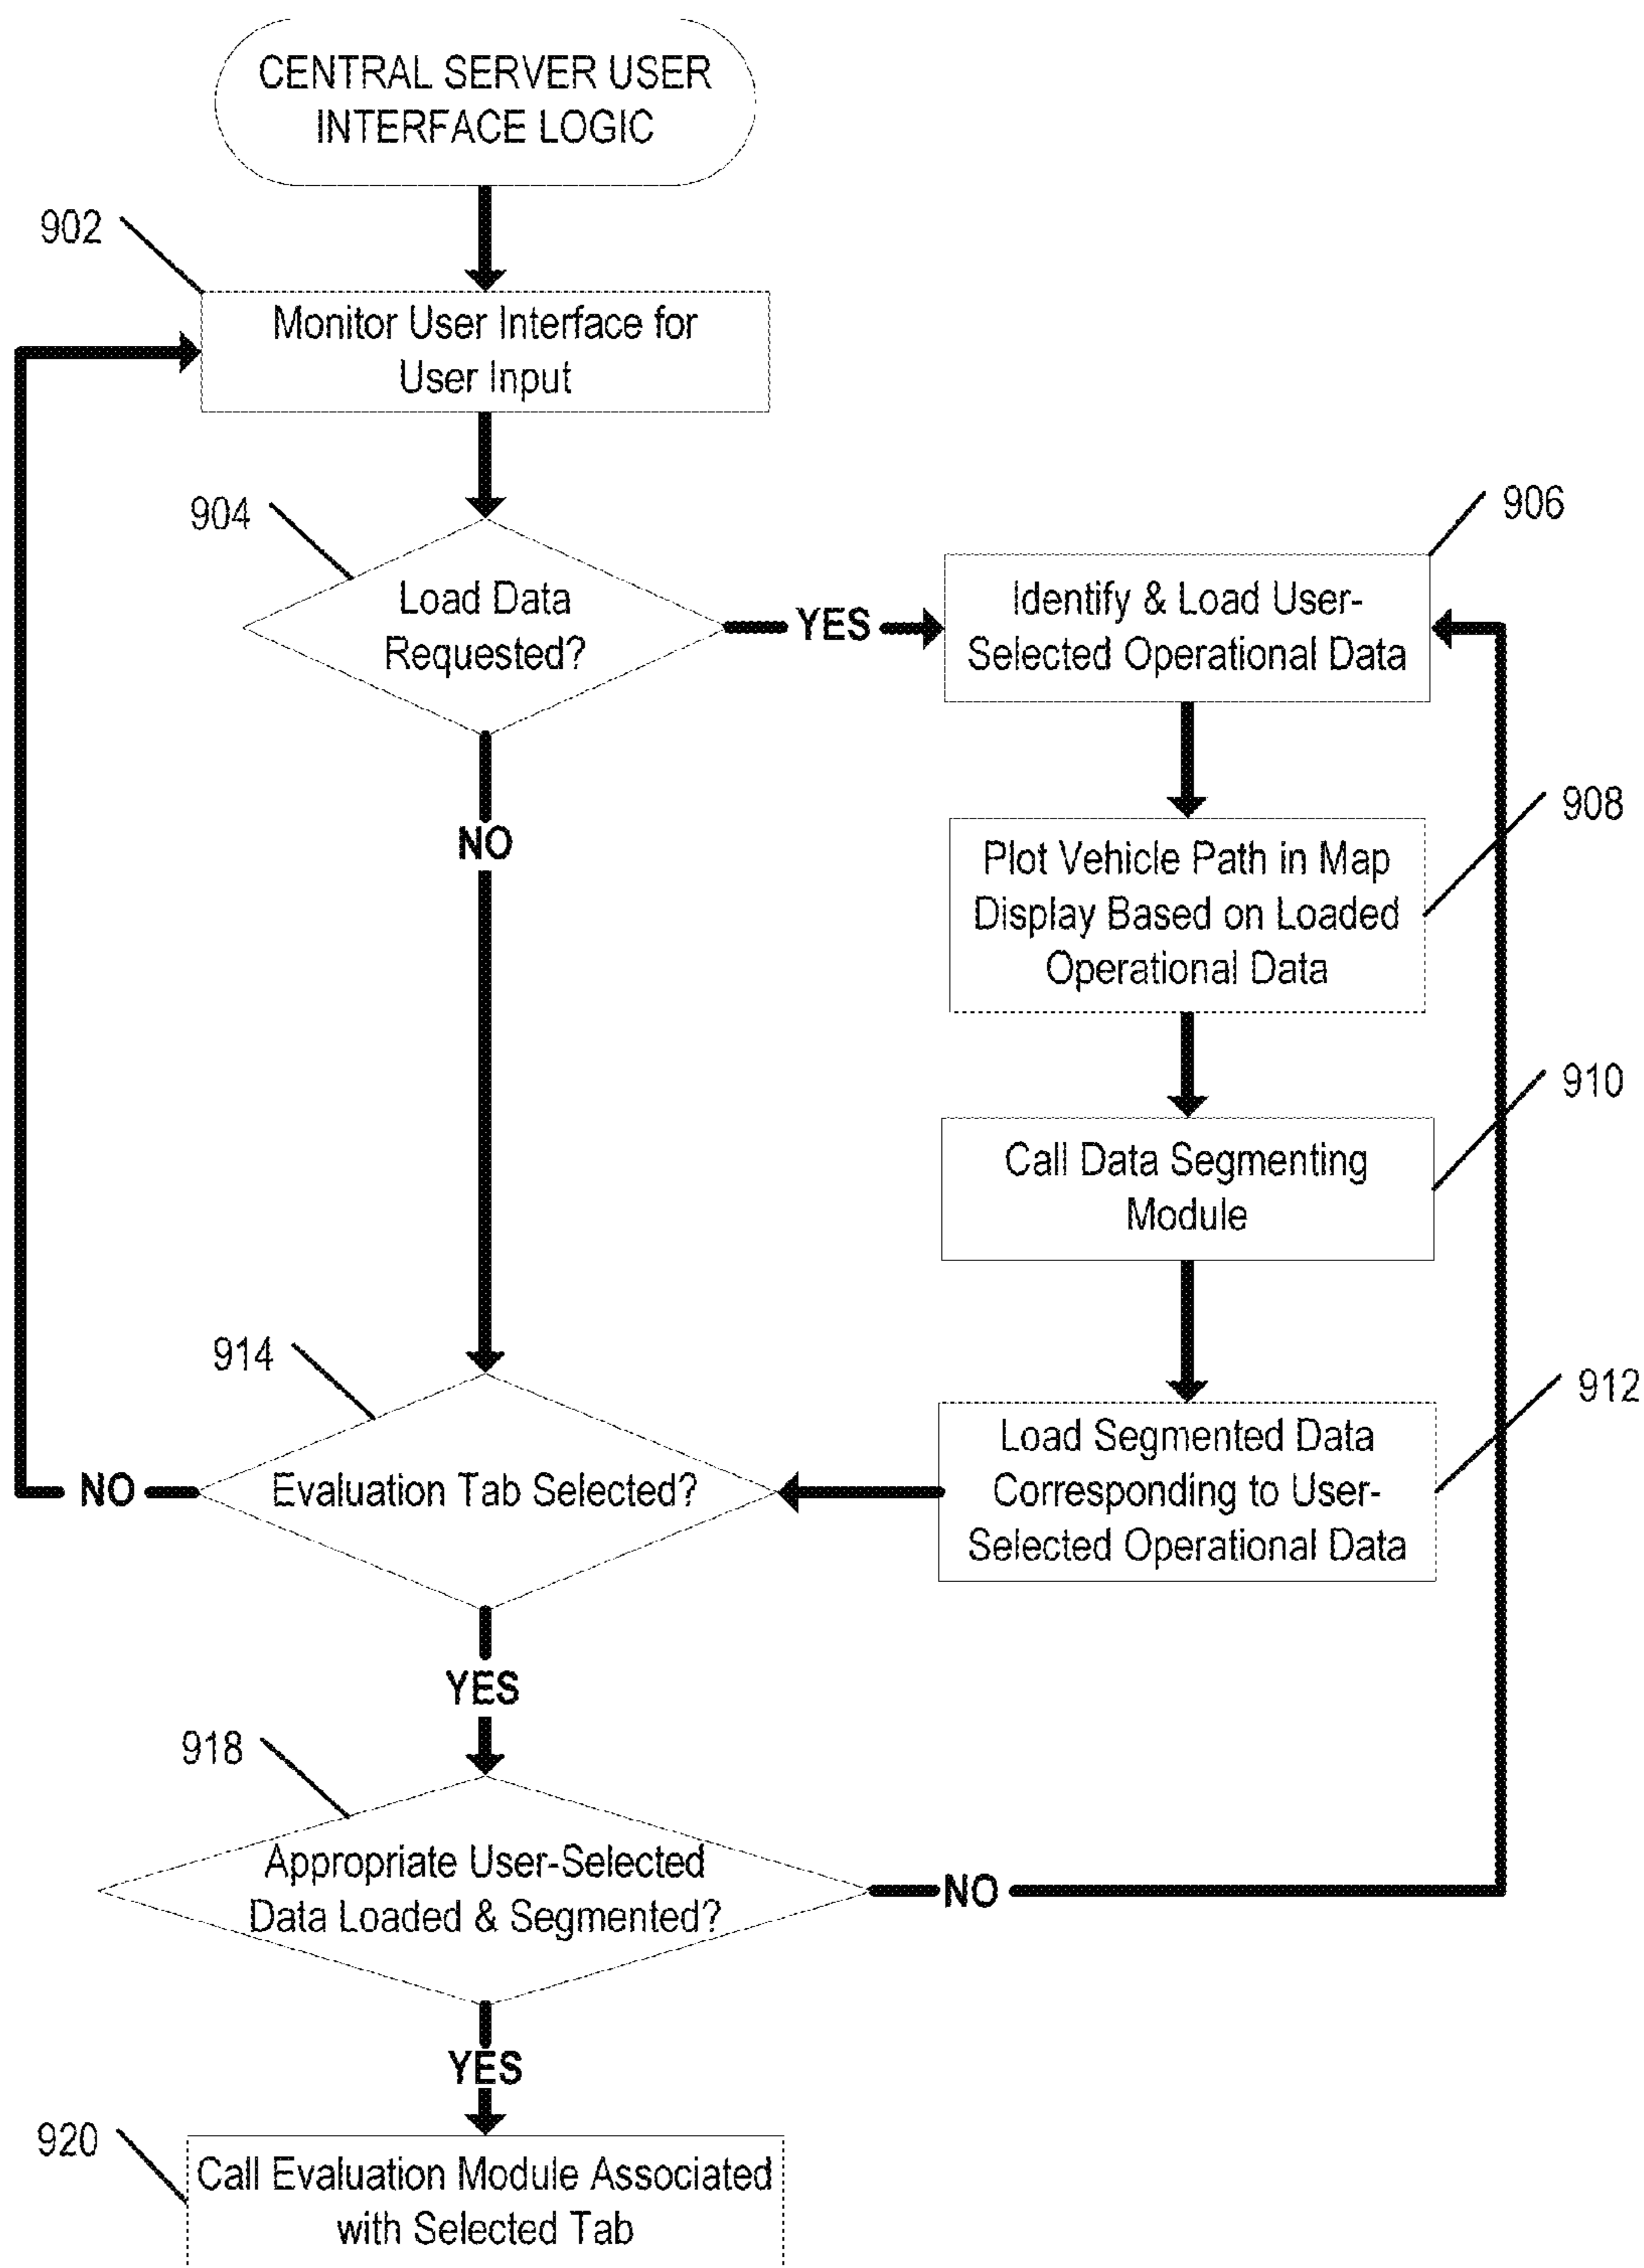 CENTRAL SERVER USER
INTERFACE LOGIC
902
Monitor User Interface for
User Input
904
Load Data
Requested?
YES
906
Identify & Load User-
Selected Operational Data
NO
908
Plot Vehicle Path in Map
Display Based on Loaded
Operational Data
910
Call Data Segmenting
Module
912
Load Segmented Data
Corresponding to User-
Selected Operational Data
914
Evaluation Tab Selected?
NO
YES
918
Appropriate User-Selected
Data Loaded & Segmented?
NO
YES
920
Call Evaluation Module Associated
with Selected Tab